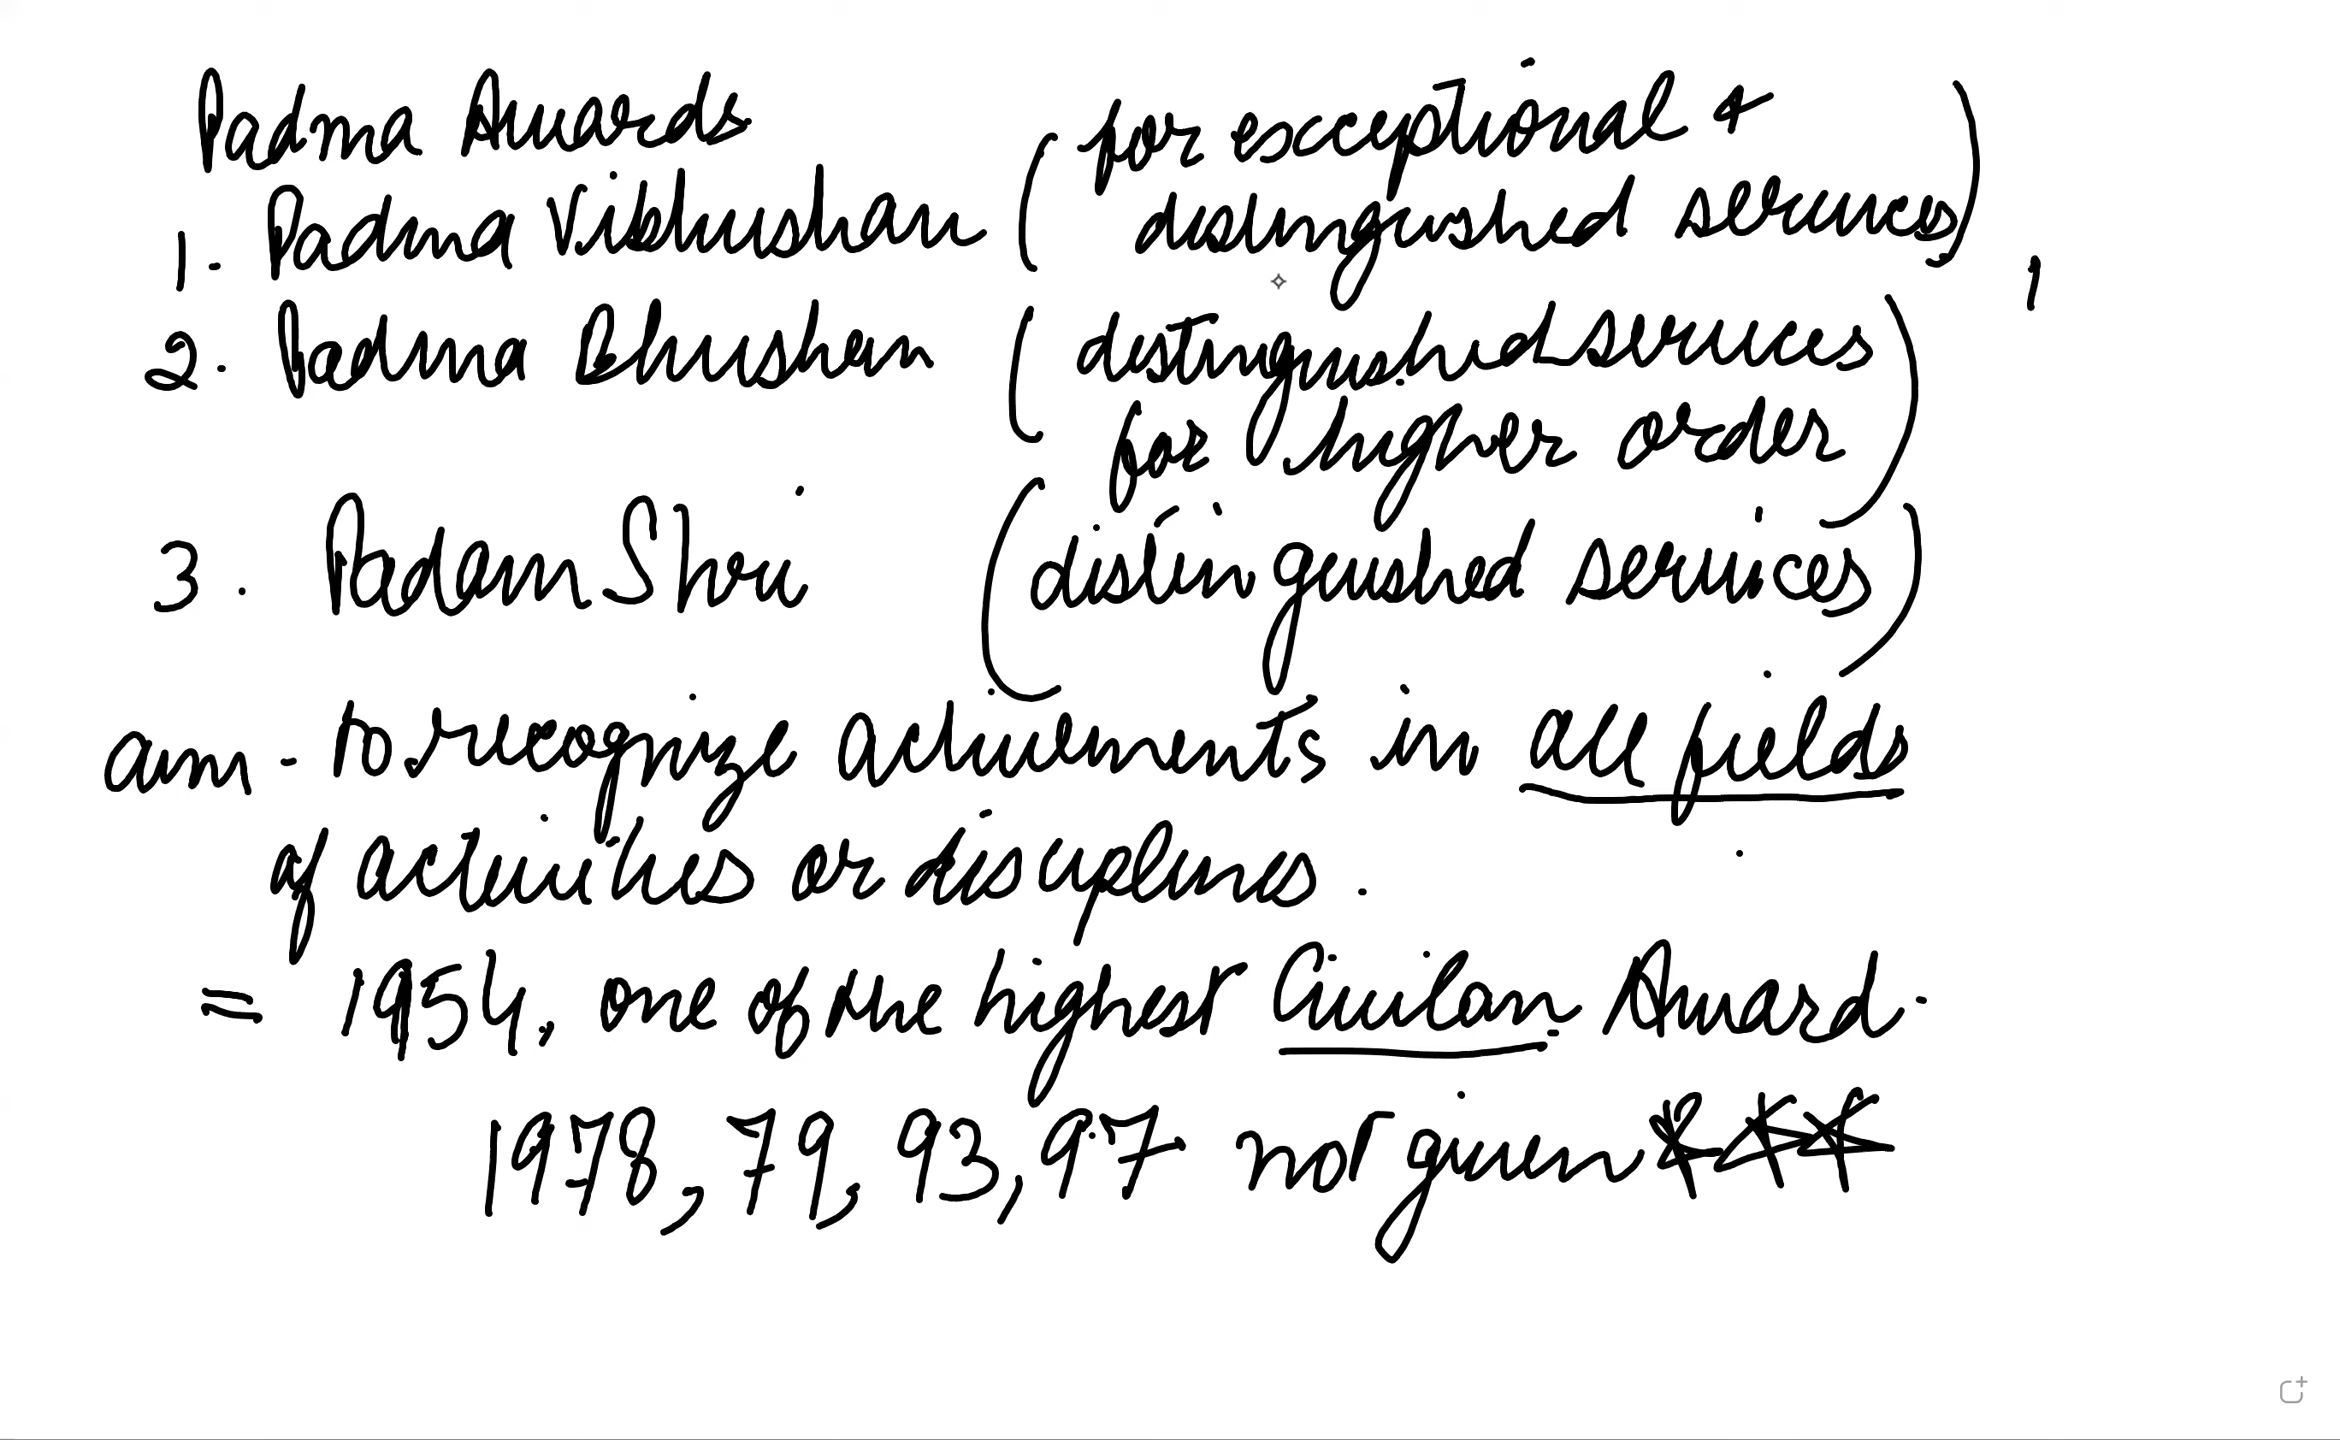 Padma Awards (for exceptional &
1. Padma Vibhushan distinguished services) ,
2. Padma Bhushan (distinguished services
for higher order)
3. Padam Shri (distinguished services)
aim - to recognize achievements in all fields
of activities or disciplines.
= 1954, one of the highest Civilan Award.
1978, 79, 93, 97 not given ***